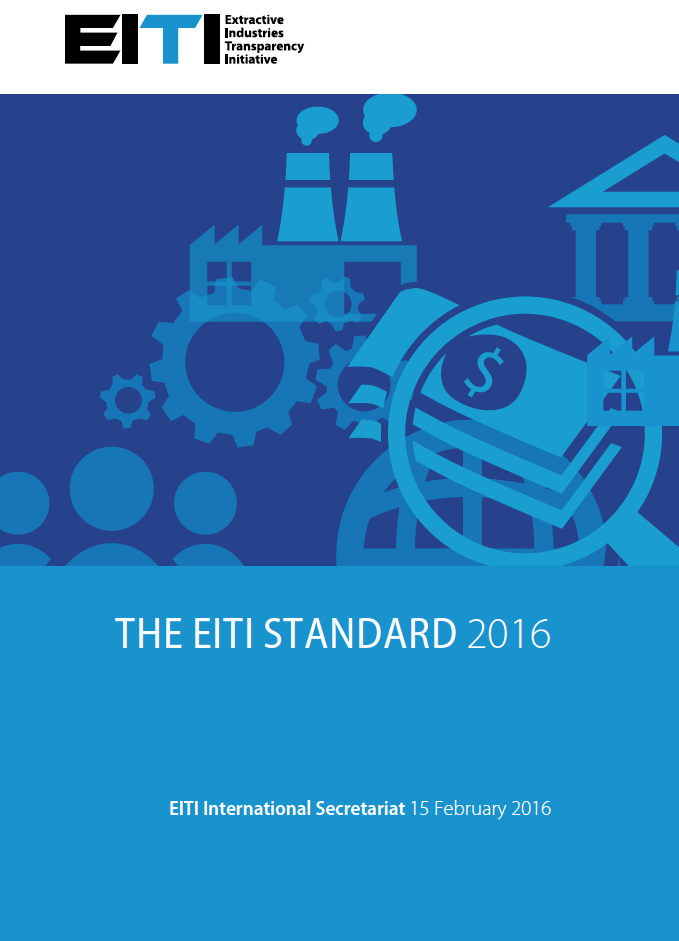 EITI
Extractive
Industries
Transparency
Initiative
$
THE EITI STANDARD 2016
EITI International Secretariat 15 February 2016